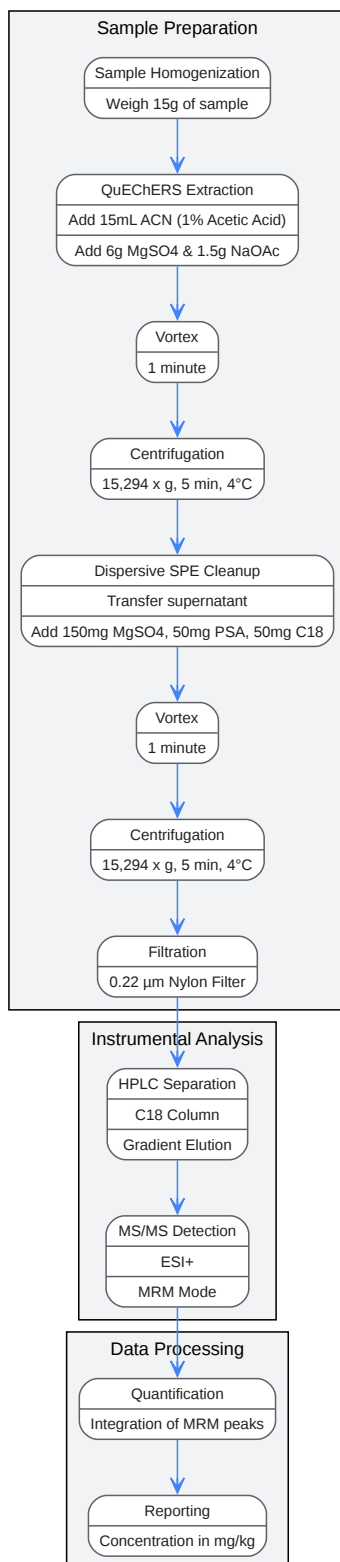 Sample Preparation
Sample Homogenization
Weigh 15g of sample
QuEChERS Extraction
Add 15mL ACN (1% Acetic Acid)
Add 6g MgSO4 & 1.5g NaOAc
Vortex
1 minute
Centrifugation
15,294 x g, 5 min, 4°C
Dispersive SPE Cleanup
Transfer supernatant
Add 150mg MgSO4, 50mg PSA, 50mg C18
Vortex
1 minute
Centrifugation
15,294 x g, 5 min, 4°C
Filtration
0.22 µm Nylon Filter
Instrumental Analysis
HPLC Separation
C18 Column
Gradient Elution
MS/MS Detection
ESI+
MRM Mode
Data Processing
Quantification
Integration of MRM peaks
Reporting
Concentration in mg/kg